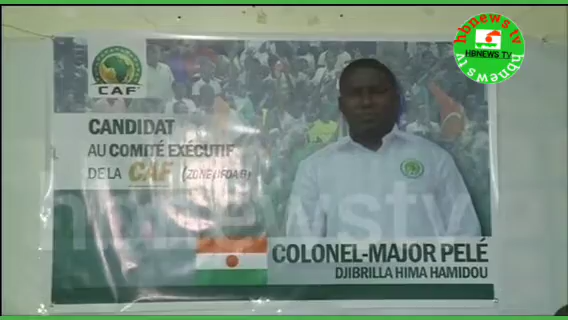 hbnews tv
HBNEWS TV
hbnews tv
CAF
CANDIDAT
AU COMITÉ EXÉCUTIF
DE LA CAF (ZONE UFOA B)
hbnewstv
COLONEL-MAJOR PELÉ
DJIBRILLA HIMA HAMIDOU